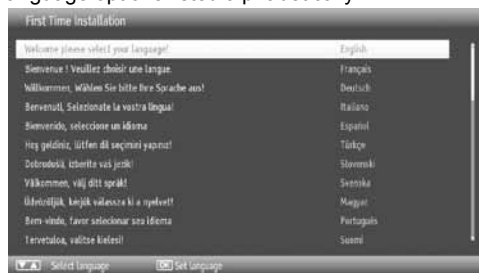 First Time Installation
Welcome please select your language! English
Bienvenue ! Veuillez choisir une langue. Français
Willkommen, Wählen Sie bitte Ihre Sprache aus! Deutsch
Benvenuti, Selezionate la vostra lingua! Italiano
Bienvenido, seleccione un idioma Español
Hoş geldiniz, lütfen dil seçimini yapınız! Türkçe
Dobrodošli, izberite vaš jezik! Slovenski
Välkommen, välj ditt språk! Svenska
Üdvözöljük, kérjük válassza ki a nyelvet! Magyar
Bem-vindo, favor selecionar seu idioma Português
Tervetuloa, valitse kielesi! Suomi
Select language OK Set language